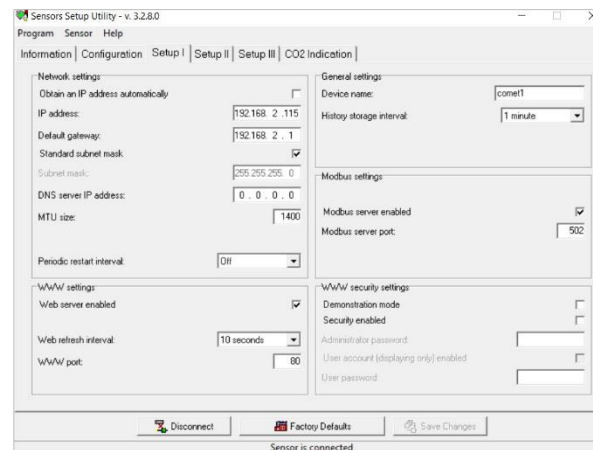 Sensors Setup Utility - v. 3.2.8.0
Program Sensor Help
Information Configuration Setup I Setup II Setup III CO2 Indication
Network settings
Obtain an IP address automatically
IP address: 192.168. 2 .115
Default gateway: 192.168. 2 . 1
Standard subnet mask
Subnet mask: 255.255.255. 0
DNS server IP address: 0 . 0 . 0 . 0
MTU size: 1400
Periodic restart interval: Off
General settings
Device name: comet1
History storage interval: 1 minute
Modbus settings
Modbus server enabled
Modbus server port: 502
WWW settings
Web server enabled
Web refresh interval: 10 seconds
WWW port: 80
WWW security settings
Demonstration mode
Security enabled
Administrator password:
User account (displaying only) enabled
User password:
Disconnect Factory Defaults Save Changes
Sensor is connected